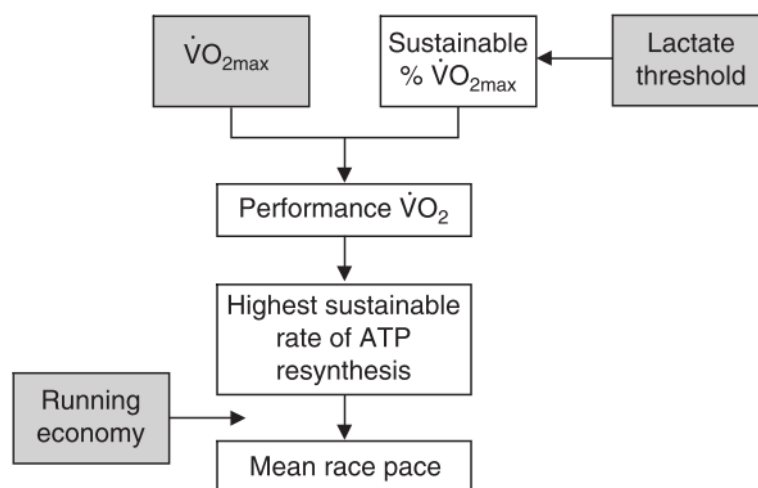 V̇O₂max
Sustainable
% V̇O₂max
Lactate
threshold
Performance V̇O₂
Highest sustainable
rate of ATP
resynthesis
Running
economy
Mean race pace